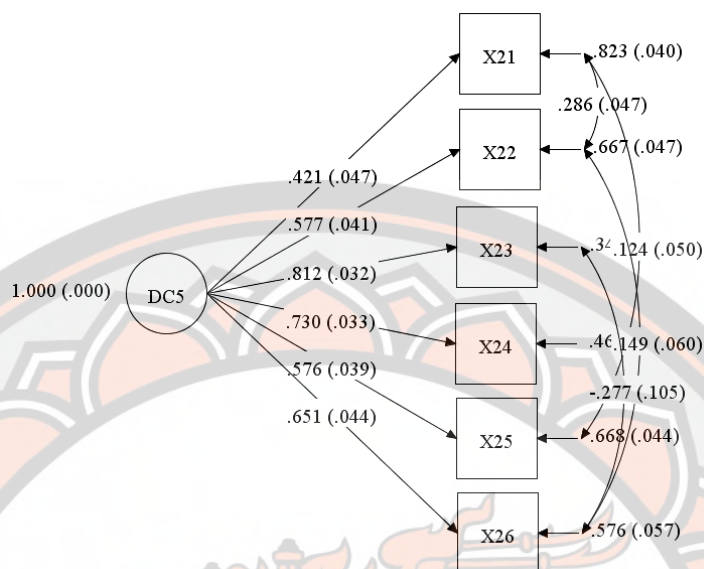 X21
.823 (.040)
.286 (.047)
X22
.667 (.047)
.421 (.047)
.577 (.041)
X23
.124 (.050)
.812 (.032)
1.000 (.000)
DC5
.730 (.033)
X24
.149 (.060)
.576 (.039)
-.277 (.105)
.651 (.044)
X25
.668 (.044)
X26
.576 (.057)